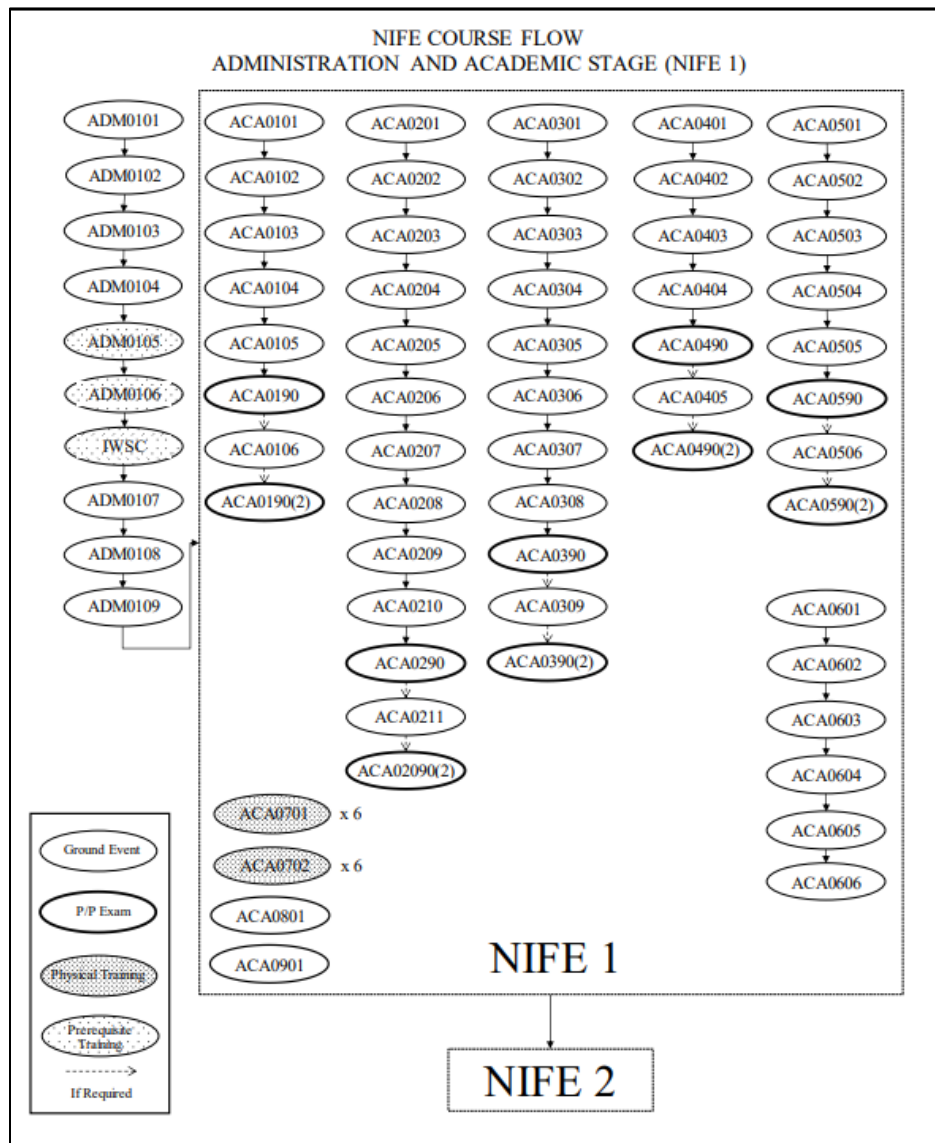 NIFE COURSE FLOW
ADMINISTRATION AND ACADEMIC STAGE (NIFE 1)
ADM0101
ADM0102
ADM0103
ADM0104
ADM0105
ADM0106
IWSC
ADM0107
ADM0108
ADM0109
ACA0101
ACA0102
ACA0103
ACA0104
ACA0105
ACA0190
ACA0106
ACA0190(2)
ACA0201
ACA0202
ACA0203
ACA0204
ACA0205
ACA0206
ACA0207
ACA0208
ACA0209
ACA0210
ACA0290
ACA0211
ACA02090(2)
ACA0301
ACA0302
ACA0303
ACA0304
ACA0305
ACA0306
ACA0307
ACA0308
ACA0390
ACA0309
ACA0390(2)
ACA0401
ACA0402
ACA0403
ACA0404
ACA0490
ACA0405
ACA0490(2)
ACA0501
ACA0502
ACA0503
ACA0504
ACA0505
ACA0590
ACA0506
ACA0590(2)
ACA0601
ACA0602
ACA0603
ACA0604
ACA0605
ACA0606
ACA0701 x 6
ACA0702 x 6
ACA0801
ACA0901
NIFE 1
NIFE 2
Ground Event
P/P Exam
Physical Training
Prerequisite
Training
If Required